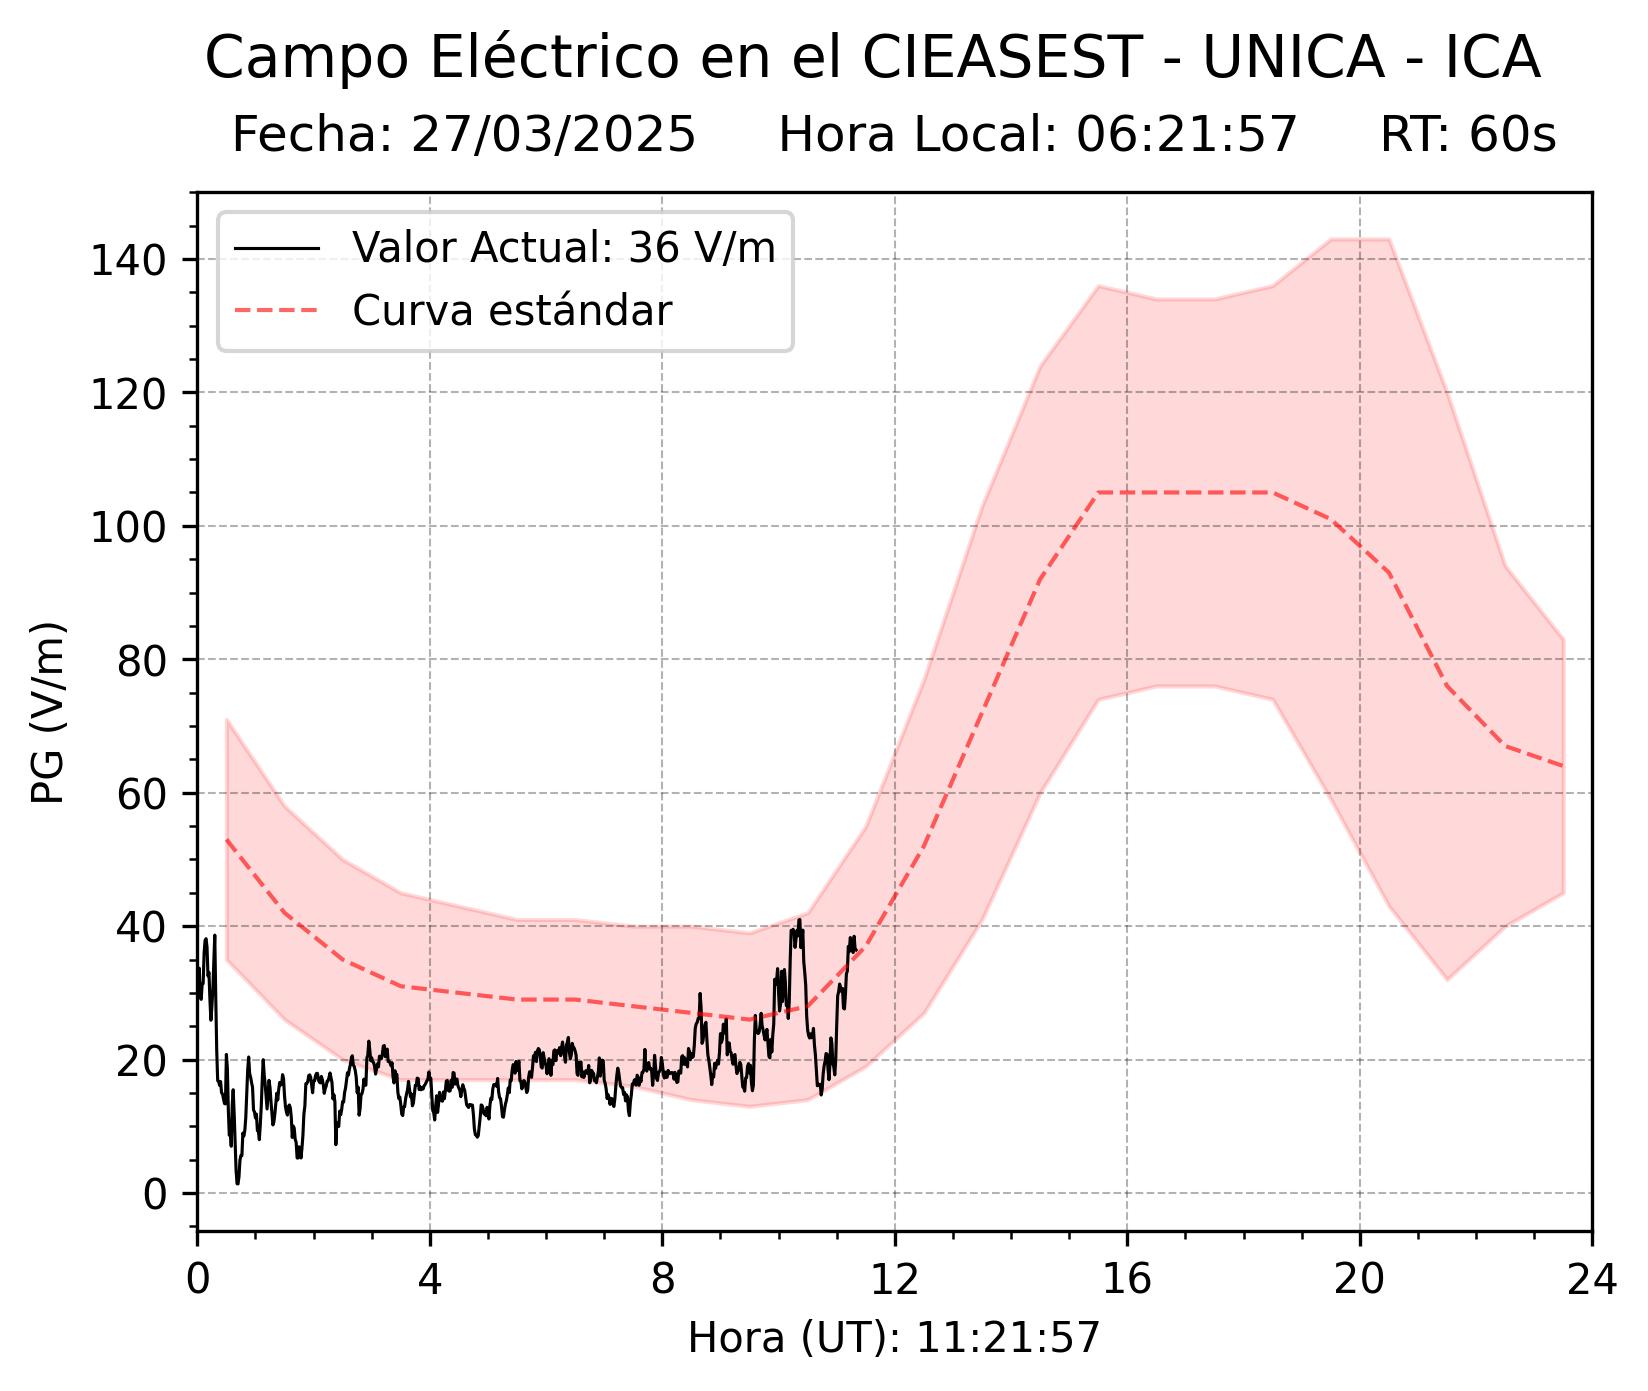 Campo Eléctrico en el CIEASEST - UNICA - ICA
Fecha: 27/03/2025 Hora Local: 06:21:57 RT: 60s
Valor Actual: 36 V/m
Curva estándar
PG (V/m)
140
120
100
80
60
40
20
0
0 4 8 12 16 20 24
Hora (UT): 11:21:57